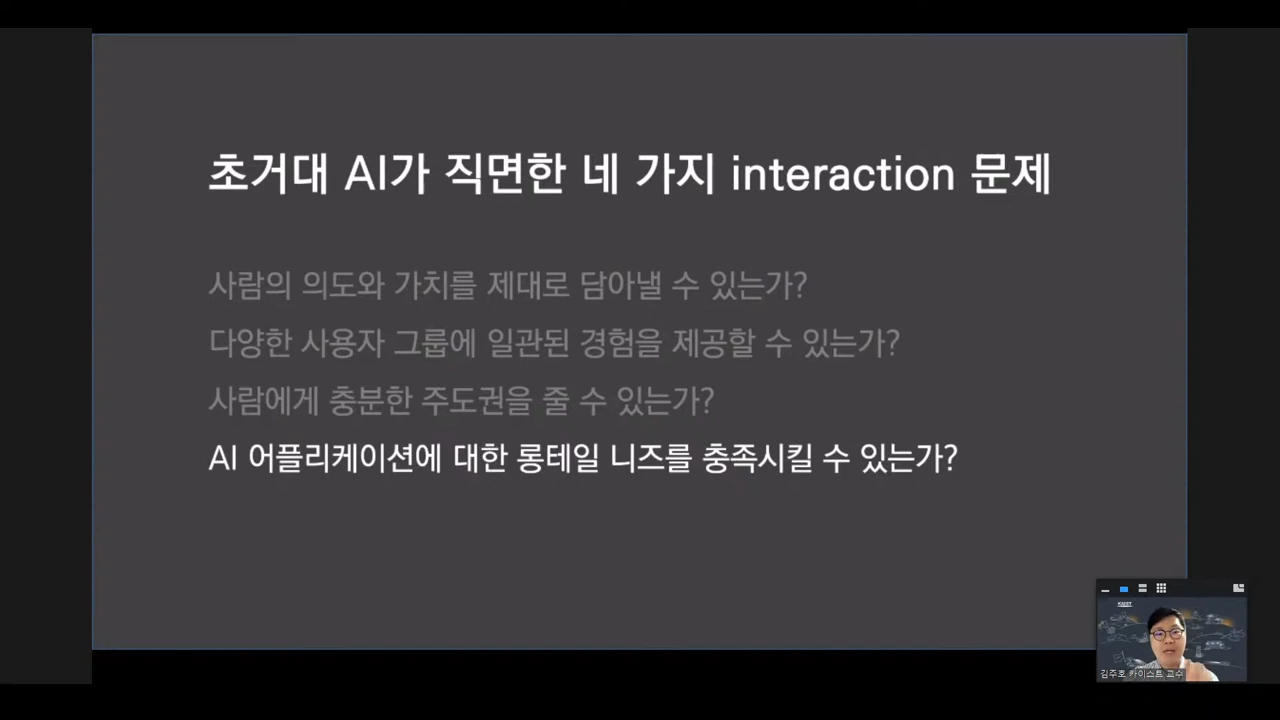 초거대 AI가 직면한 네 가지 interaction 문제
사람의 의도와 가치를 제대로 담아낼 수 있는가?
다양한 사용자 그룹에 일관된 경험을 제공할 수 있는가?
사람에게 충분한 주도권을 줄 수 있는가?
AI 어플리케이션에 대한 롱테일 니즈를 충족시킬 수 있는가?
KAIST
김주호 카이스트 교수